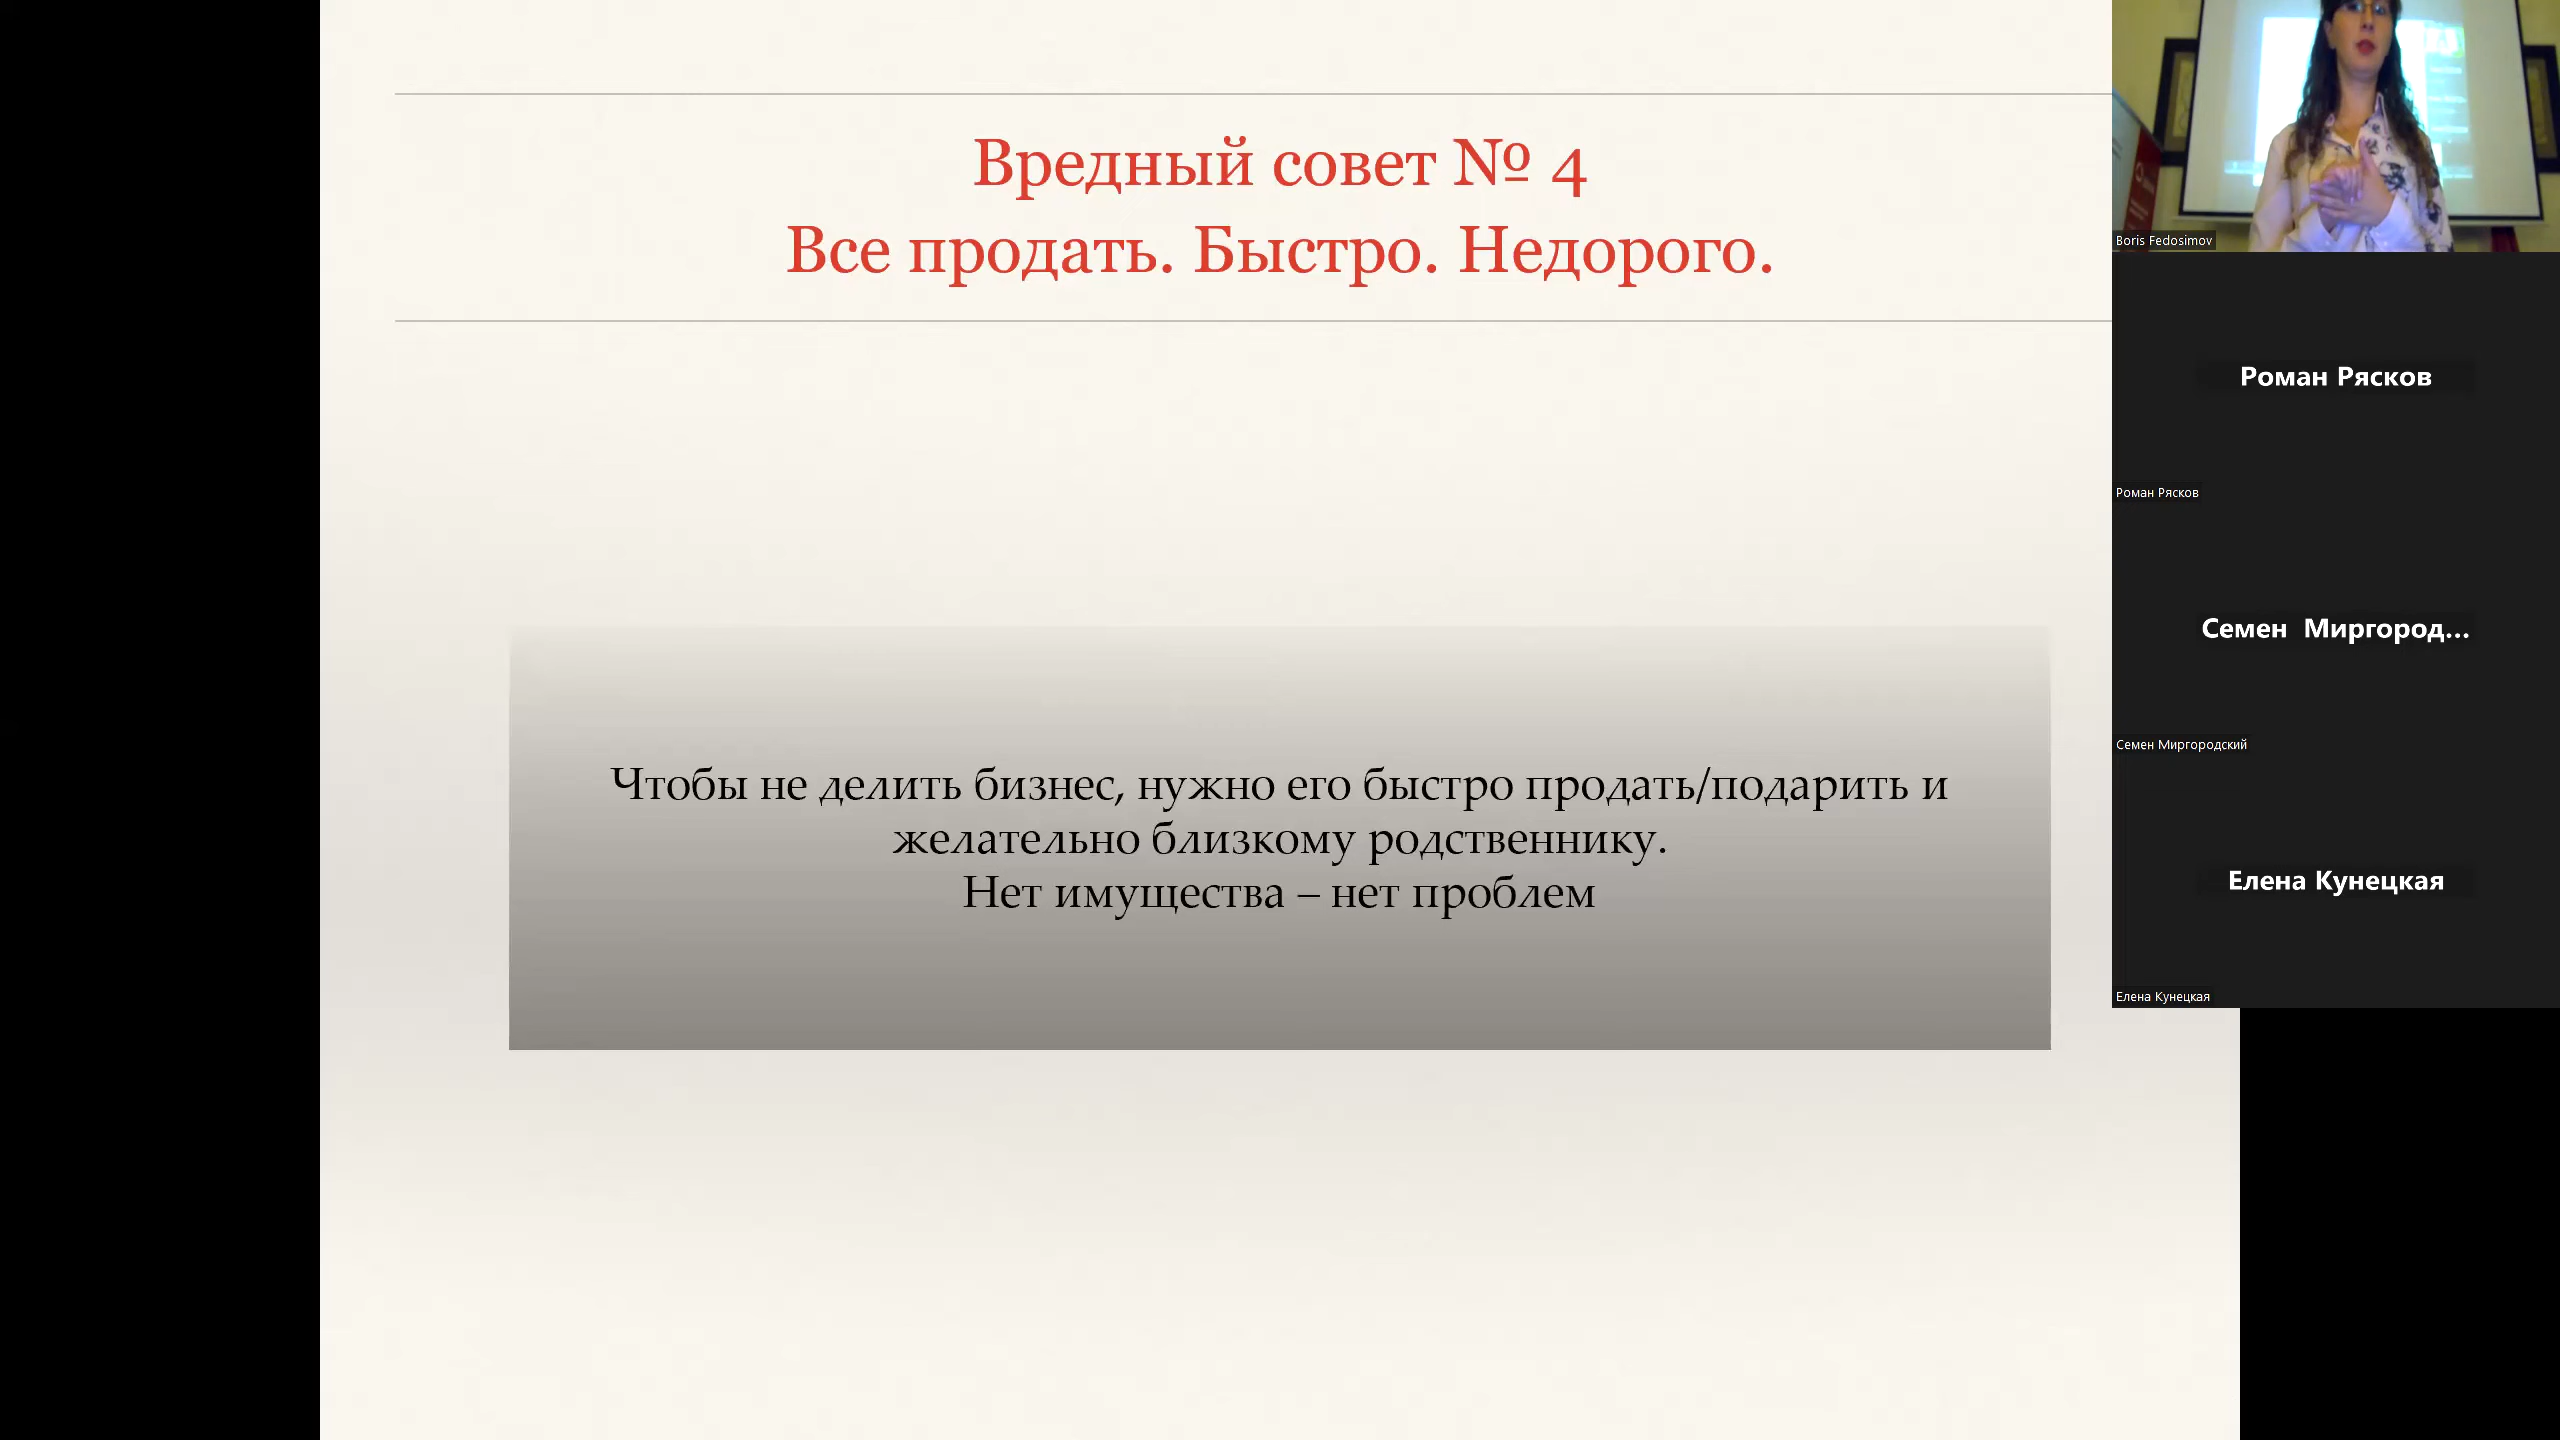 Вредный совет № 4
Все продать. Быстро. Недорого.
Чтобы не делить бизнес, нужно его быстро продать/подарить и
желательно близкому родственнику.
Нет имущества – нет проблем
Boris Fedosimov
Роман Рясков
Роман Рясков
Семен Миргород...
Семен Миргородский
Елена Кунецкая
Елена Кунецкая